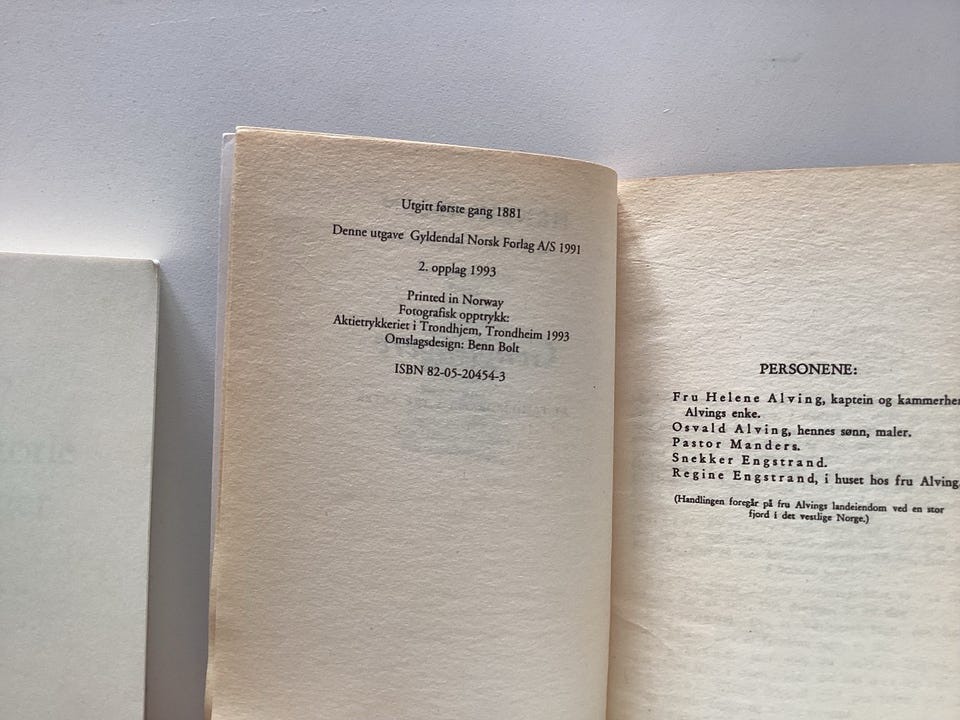 Utgitt første gang 1881
Denne utgave Gyldendal Norsk Forlag A/S 1991
2. opplag 1993
Printed in Norway
Fotografisk opptrykk:
Aktietrykkeriet i Trondhjem, Trondheim 1993
Omslagsdesign: Benn Bolt
ISBN 82-05-20454-3
PERSONENE:
Fru Helene Alving, kaptein og kammerher
Alvings enke.
Osvald Alving, hennes sønn, maler.
Pastor Manders.
Snekker Engstrand.
Regine Engstrand, i huset hos fru Alving
(Handlingen foregår på fru Alvings landeiendom ved en stor
fjord i det vestlige Norge.)